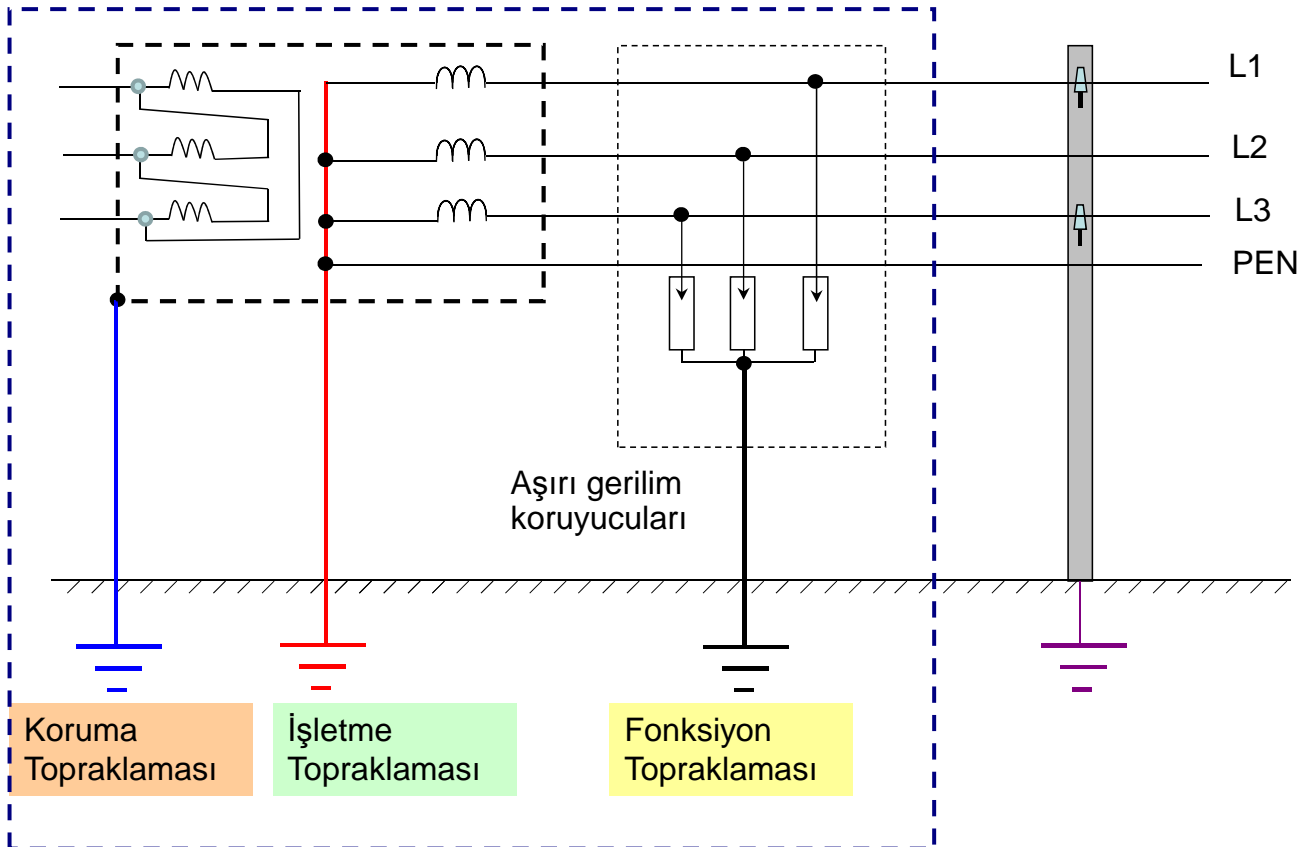 L1
L2
L3
PEN
Aşırı gerilim
koruyucuları
Koruma
Topraklaması
İşletme
Topraklaması
Fonksiyon
Topraklaması